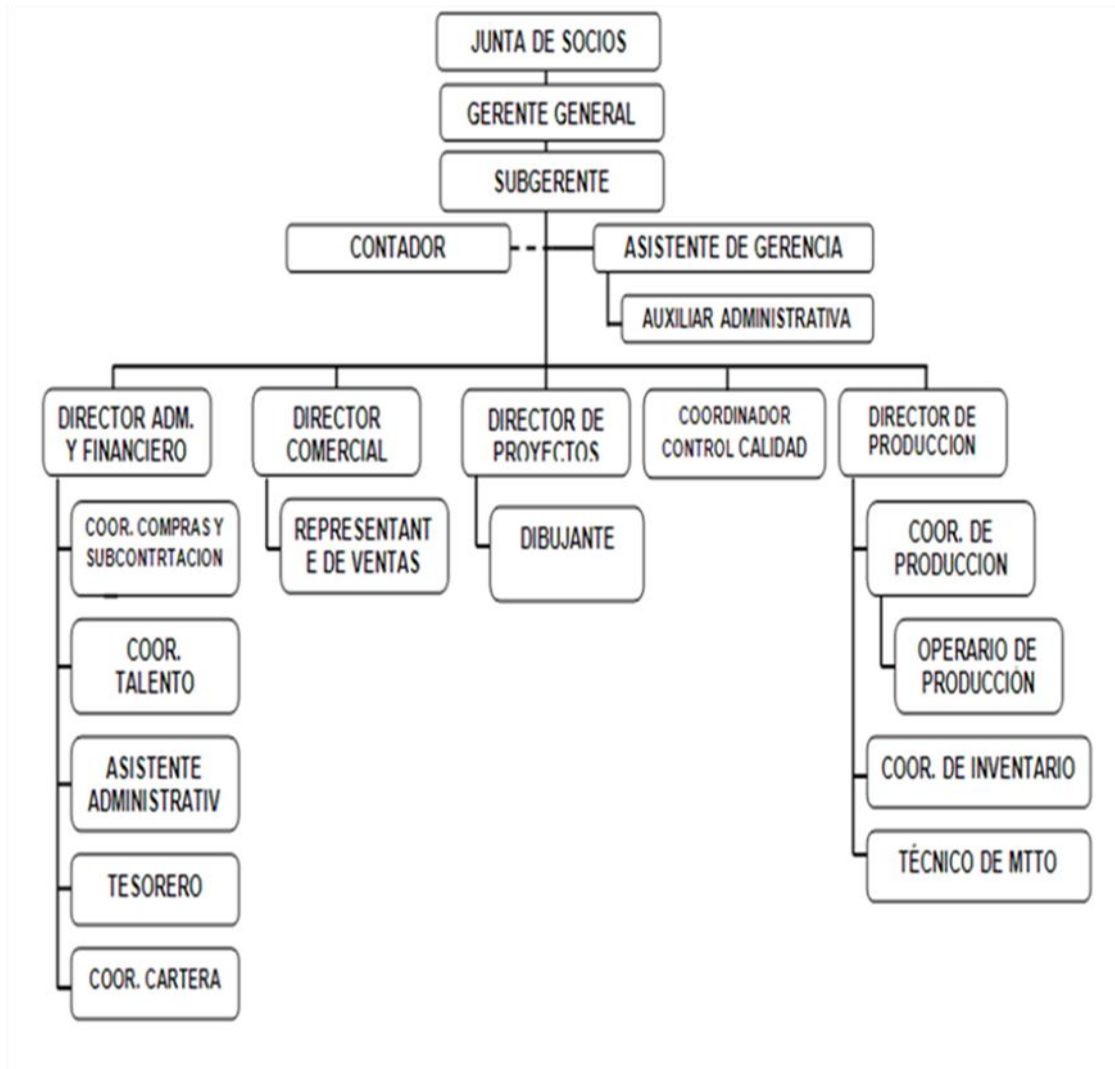 JUNTA DE SOCIOS
GERENTE GENERAL
SUBGERENTE
CONTADOR
ASISTENTE DE GERENCIA
AUXILIAR ADMINISTRATIVA
DIRECTOR ADM.
Y FINANCIERO
DIRECTOR
COMERCIAL
DIRECTOR DE
PROYECTOS
COORDINADOR
CONTROL CALIDAD
DIRECTOR DE
PRODUCCION
COOR. COMPRAS Y
SUBCONTRTACION
COOR.
TALENTO
ASISTENTE
ADMINISTRATIV
TESORERO
COOR. CARTERA
REPRESENTANT
E DE VENTAS
DIBUJANTE
COOR. DE
PRODUCCION
OPERARIO DE
PRODUCCIÓN
COOR. DE INVENTARIO
TÉCNICO DE MTTO